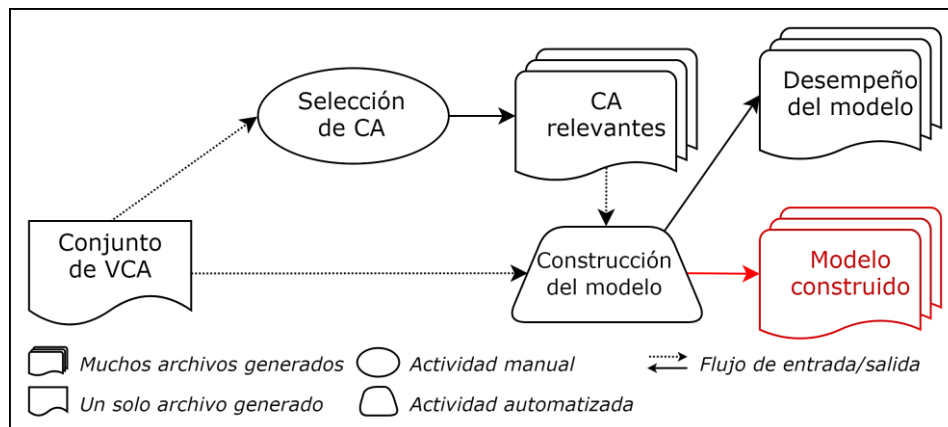 Selección
de CA
CA
relevantes
Desempeño
del modelo
Conjunto
de VCA
Construcción
del modelo
Modelo
construido
Muchos archivos generados
Actividad manual
Flujo de entrada/salida
Un solo archivo generado
Actividad automatizada